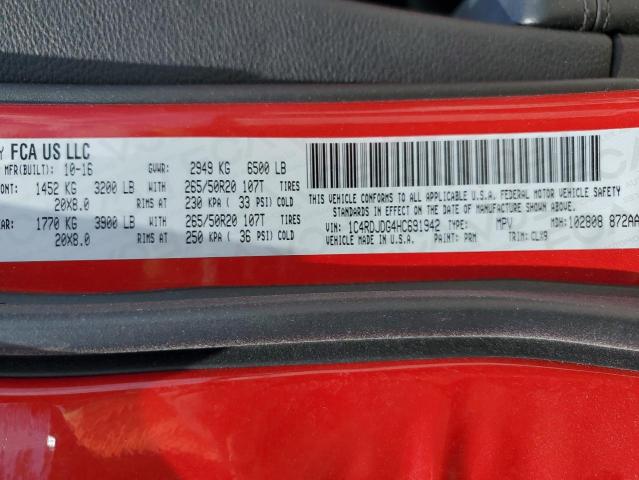 Y FCA US LLC
MFR(BUILT): 10-16 GVWR: 2949 KG 6500 LB
ONT: 1452 KG 3200 LB WITH 265/50R20 107T TIRES
20X8.0 RIMS AT 230 KPA ( 33 PSI) COLD
EAR: 1770 KG 3900 LB WITH 265/50R20 107T TIRES
20X8.0 RIMS AT 250 KPA ( 36 PSI) COLD
THIS VEHICLE CONFORMS TO ALL APPLICABLE U.S.A. FEDERAL MOTOR VEHICLE SAFETY
STANDARDS IN EFFECT ON THE DATE OF MANUFACTURE SHOWN ABOVE.
VIN: 1C4RDJDG4HC691942 TYPE: MPV MDH: 102808 872AA
VEHICLE MADE IN U.S.A. PAINT: PRM TRIM: CLX9